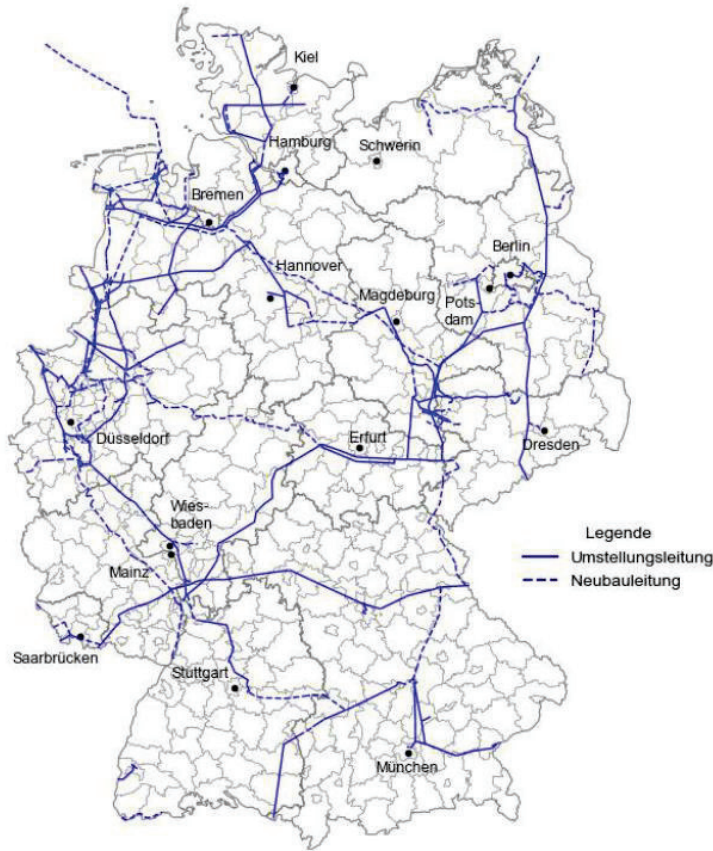 Kiel
Hamburg
Schwerin
Bremen
Berlin
Hannover
Magdeburg
Pots-
dam
Düsseldorf
Erfurt
Dresden
Wies-
baden
Legende
Umstellungsleitung
Mainz
Neubauleitung
Saarbrücken
Stuttgart
München